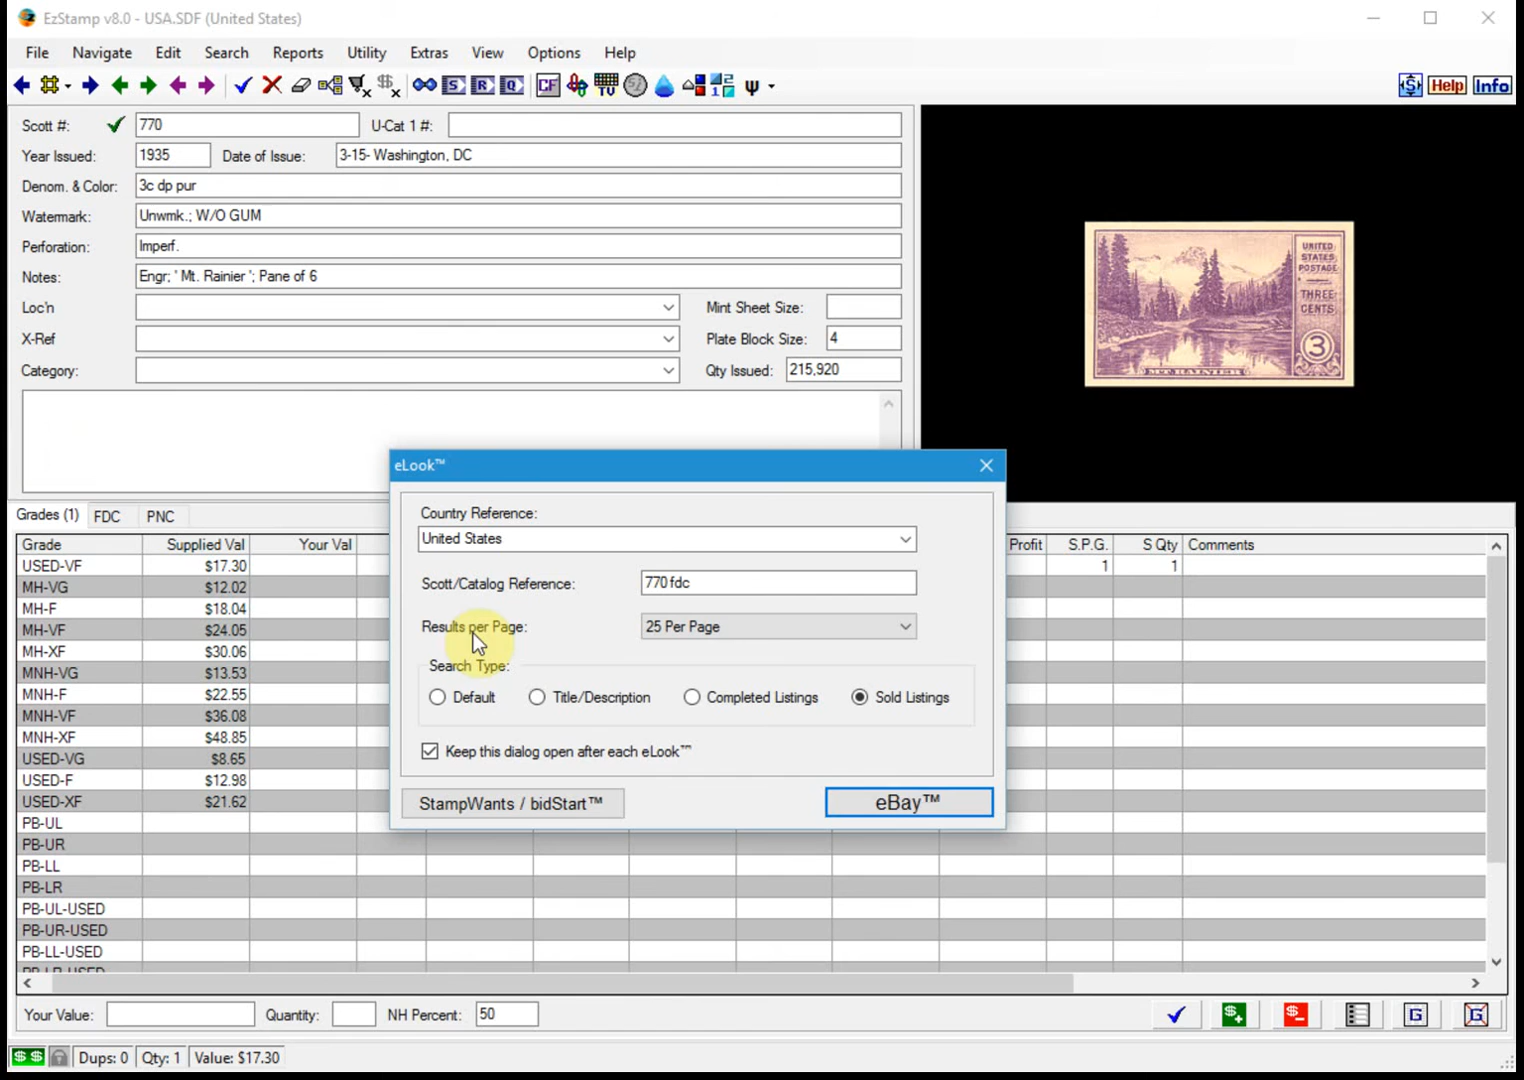 EzStamp v8.0 - USA.SDF (United States)
File Navigate Edit Search Reports Utility Extras View Options Help
S R Q CF TV $ Help Info
Scott #: 770 U-Cat 1 #:
Year Issued: 1935 Date of Issue: 3-15- Washington, DC
Denom. & Color: 3c dp pur
Watermark: Unwmk.; W/O GUM
Perforation: Imperf.
Notes: Engr; ' Mt. Rainier '; Pane of 6
Loc'n Mint Sheet Size:
X-Ref Plate Block Size: 4
Category: Qty Issued: 215,920
UNITED
STATES
POSTAGE
THREE
CENTS
3
MT. RAINIER
eLook™
Country Reference:
United States
Scott/Catalog Reference: 770 fdc
Results per Page: 25 Per Page
Search Type:
Default Title/Description Completed Listings Sold Listings
Keep this dialog open after each eLook™
StampWants / bidStart™ eBay™
Grades (1) FDC PNC
Grade Supplied Val Your Val Profit S.P.G. S Qty Comments
USED-VF $17.30 1 1
MH-VG $12.02
MH-F $18.04
MH-VF $24.05
MH-XF $30.06
MNH-VG $13.53
MNH-F $22.55
MNH-VF $36.08
MNH-XF $48.85
USED-VG $8.65
USED-F $12.98
USED-XF $21.62
PB-UL
PB-UR
PB-LL
PB-LR
PB-UL-USED
PB-UR-USED
PB-LL-USED
PB-LR-USED
Your Value: Quantity: NH Percent: 50
$+ $- G G
$ $ Dups: 0 Qty: 1 Value: $17.30